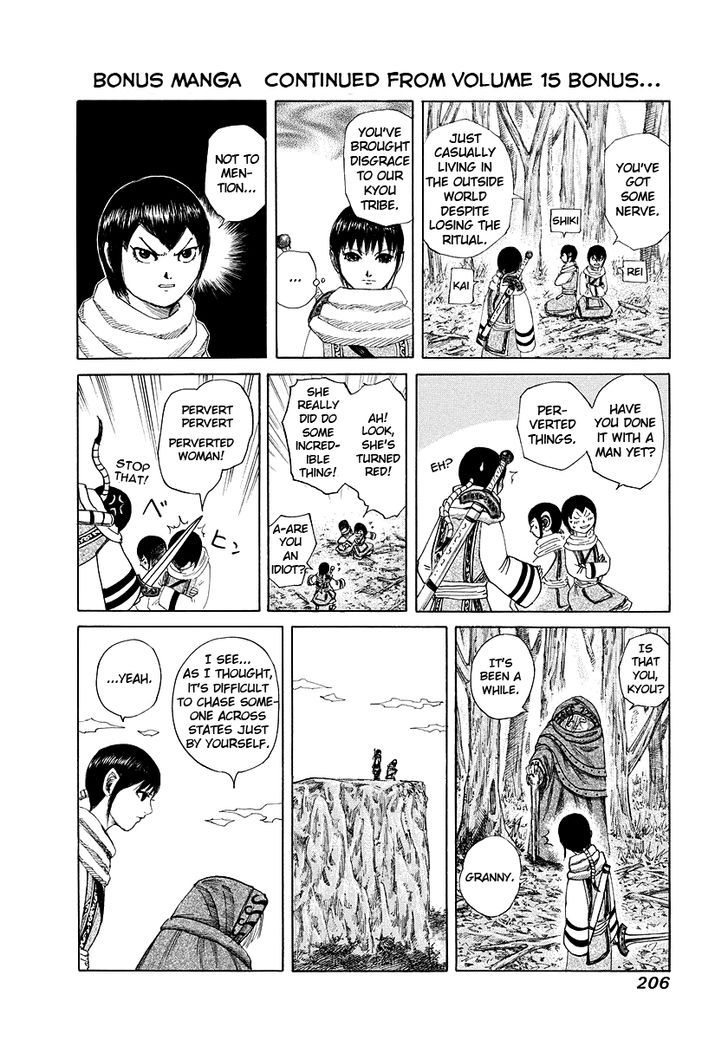 BONUS MANGA CONTINUED FROM VOLUME 15 BONUS...
YOU'VE
GOT
SOME
NERVE.
JUST
CASUALLY
LIVING
IN THE
OUTSIDE
WORLD
DESPITE
LOSING THE
RITUAL.
SHIKI
REI
KAI
YOU'VE
BROUGHT
DISGRACE
TO OUR
KYOU
TRIBE.
...
NOT TO
MEN-
TION...
HAVE YOU
DONE
IT WITH A
MAN YET?
PER-
VERTED
THINGS.
EH?
AH!
LOOK,
SHE'S
TURNED
RED!
SHE
REALLY
DID DO
SOME
INCRED-
IBLE
THING!
A-ARE
YOU
AN
IDIOT?
PERVERT
PERVERT
PERVERTED
WOMAN!
STOP
THAT!
べ
ヒン
IS
THAT
YOU,
KYOU?
IT'S
BEEN A
WHILE.
GRANNY.
I SEE...
AS I THOUGHT,
IT'S DIFFICULT
TO CHASE SOME-
ONE ACROSS
STATES JUST
BY YOURSELF.
...YEAH.
206